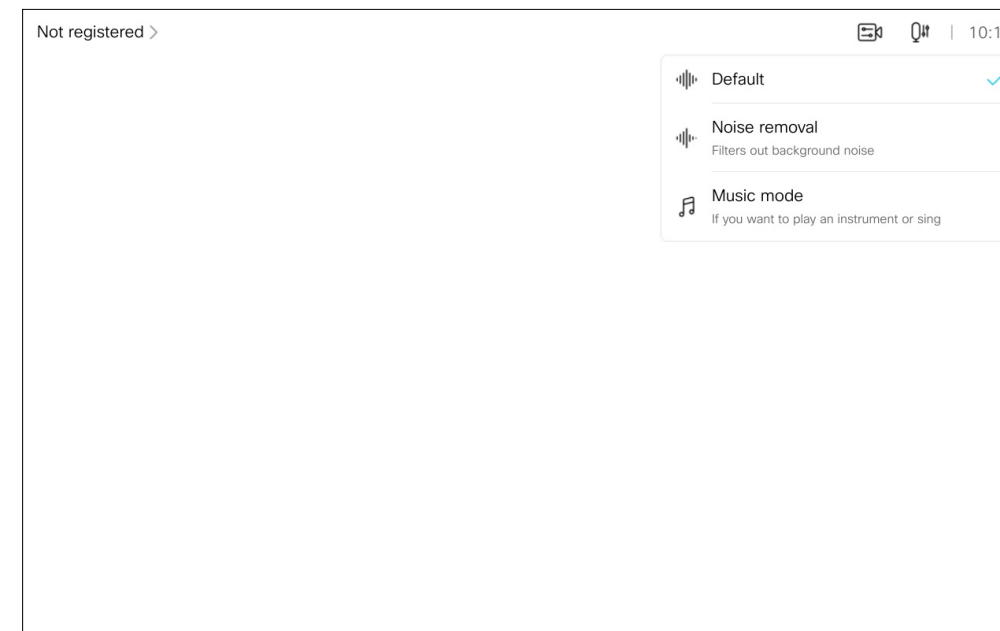 Not registered
10:1
Default
Noise removal
Filters out background noise
Music mode
If you want to play an instrument or sing